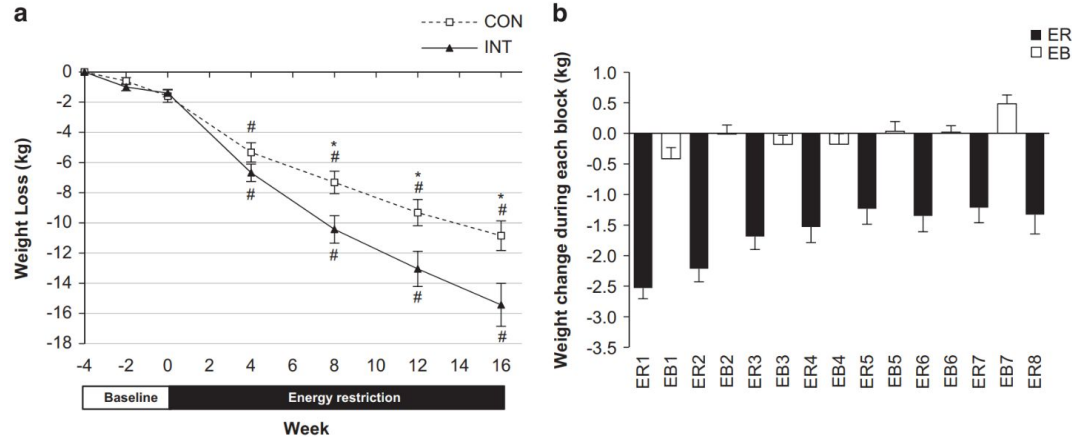 a
CON
INT
Weight Loss (kg)
0
-2
-4
-6
-8
-10
-12
-14
-16
-18
#
#
*
#
#
*
#
#
*
#
#
-4 -2 0 2 4 6 8 10 12 14 16
Baseline Energy restriction
Week
b
ER
EB
Weight change during each block (kg)
1.0
0.5
0.0
-0.5
-1.0
-1.5
-2.0
-2.5
-3.0
-3.5
ER1 EB1 ER2 EB2 ER3 EB3 ER4 EB4 ER5 EB5 ER6 EB6 ER7 EB7 ER8